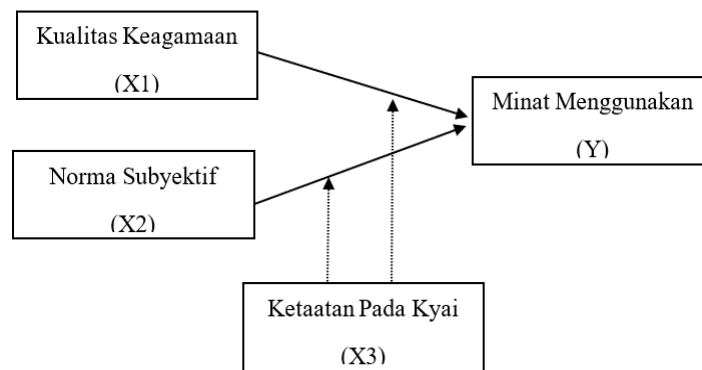 Kualitas Keagamaan
(X1)
Minat Menggunakan
(Y)
Norma Subyektif
(X2)
Ketaatan Pada Kyai
(X3)